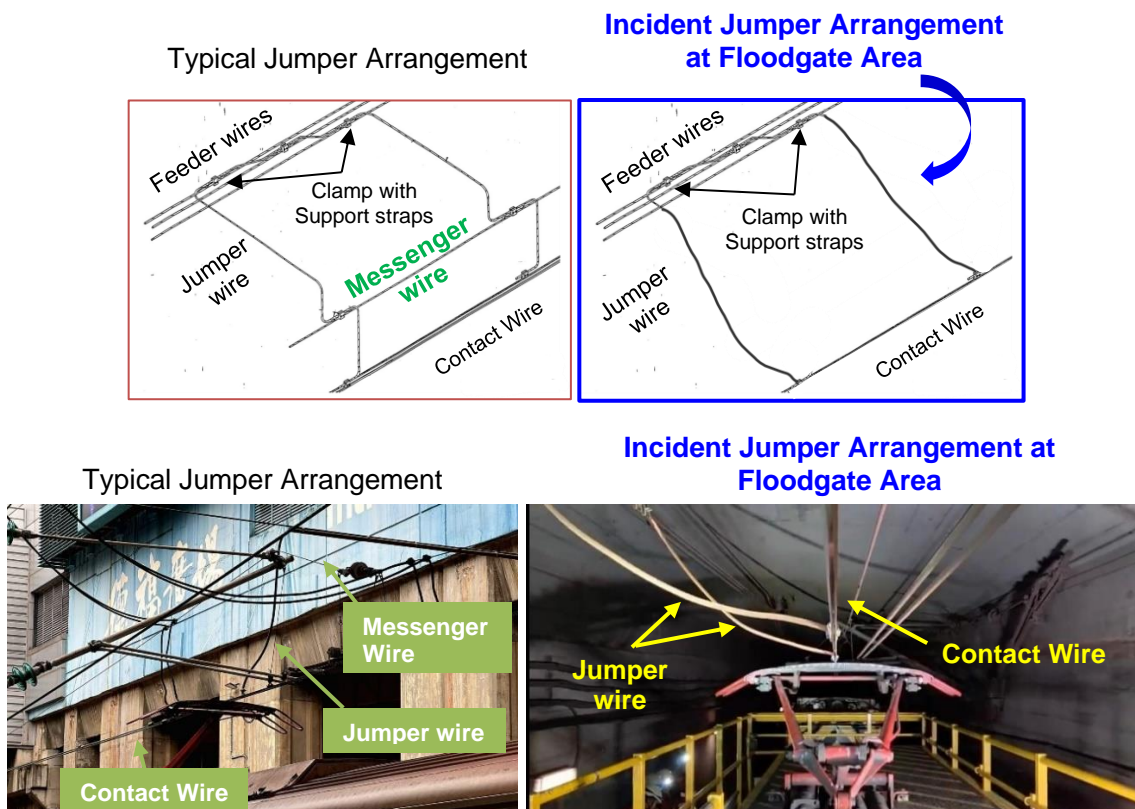 Typical Jumper Arrangement
Incident Jumper Arrangement
at Floodgate Area
Feeder wires
Clamp with
Support straps
Jumper
wire
Messenger
wire
Contact Wire
Feeder wires
Clamp with
Support straps
Jumper
wire
Contact Wire
Typical Jumper Arrangement
Incident Jumper Arrangement at
Floodgate Area
Messenger
Wire
Jumper wire
Contact Wire
Jumper
wire
Contact Wire